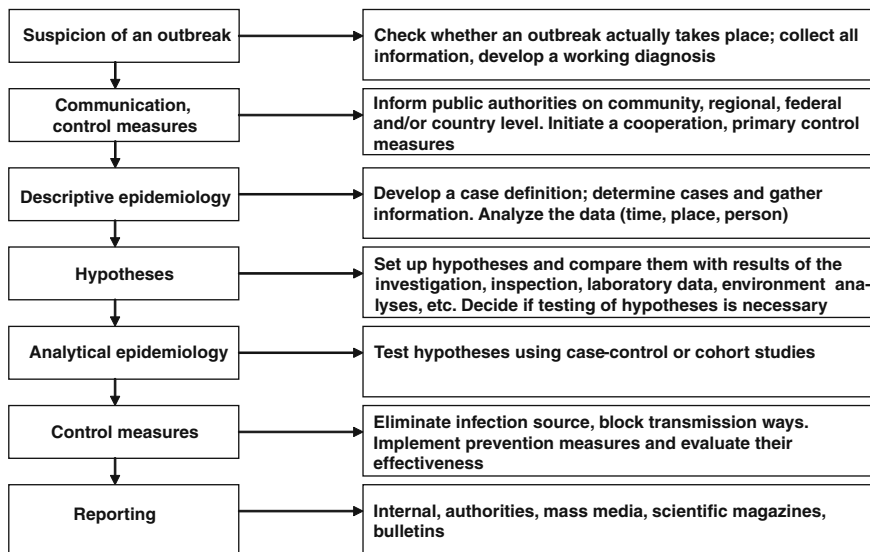 Suspicion of an outbreak
Check whether an outbreak actually takes place; collect all
information, develop a working diagnosis
Communication,
control measures
Inform public authorities on community, regional, federal
and/or country level. Initiate a cooperation, primary control
measures
Descriptive epidemiology
Develop a case definition; determine cases and gather
information. Analyze the data (time, place, person)
Hypotheses
Set up hypotheses and compare them with results of the
investigation, inspection, laboratory data, environment ana-
lyses, etc. Decide if testing of hypotheses is necessary
Analytical epidemiology
Test hypotheses using case-control or cohort studies
Control measures
Eliminate infection source, block transmission ways.
Implement prevention measures and evaluate their
effectiveness
Reporting
Internal, authorities, mass media, scientific magazines,
bulletins